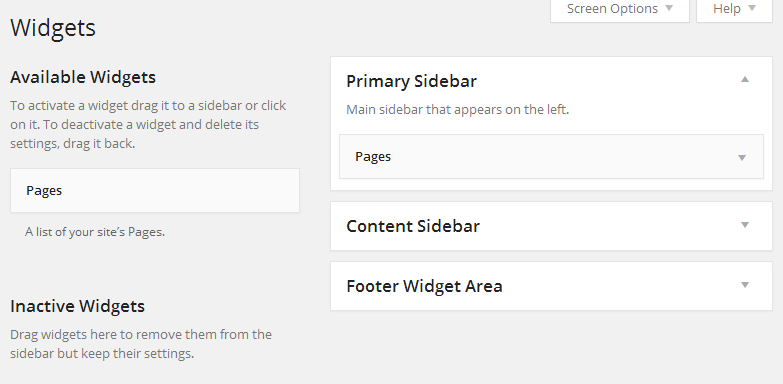 Screen Options
Help
Widgets
Available Widgets
To activate a widget drag it to a sidebar or click
on it. To deactivate a widget and delete its
settings, drag it back.
Pages
A list of your site’s Pages.
Inactive Widgets
Drag widgets here to remove them from the
sidebar but keep their settings.
Primary Sidebar
Main sidebar that appears on the left.
Pages
Content Sidebar
Footer Widget Area